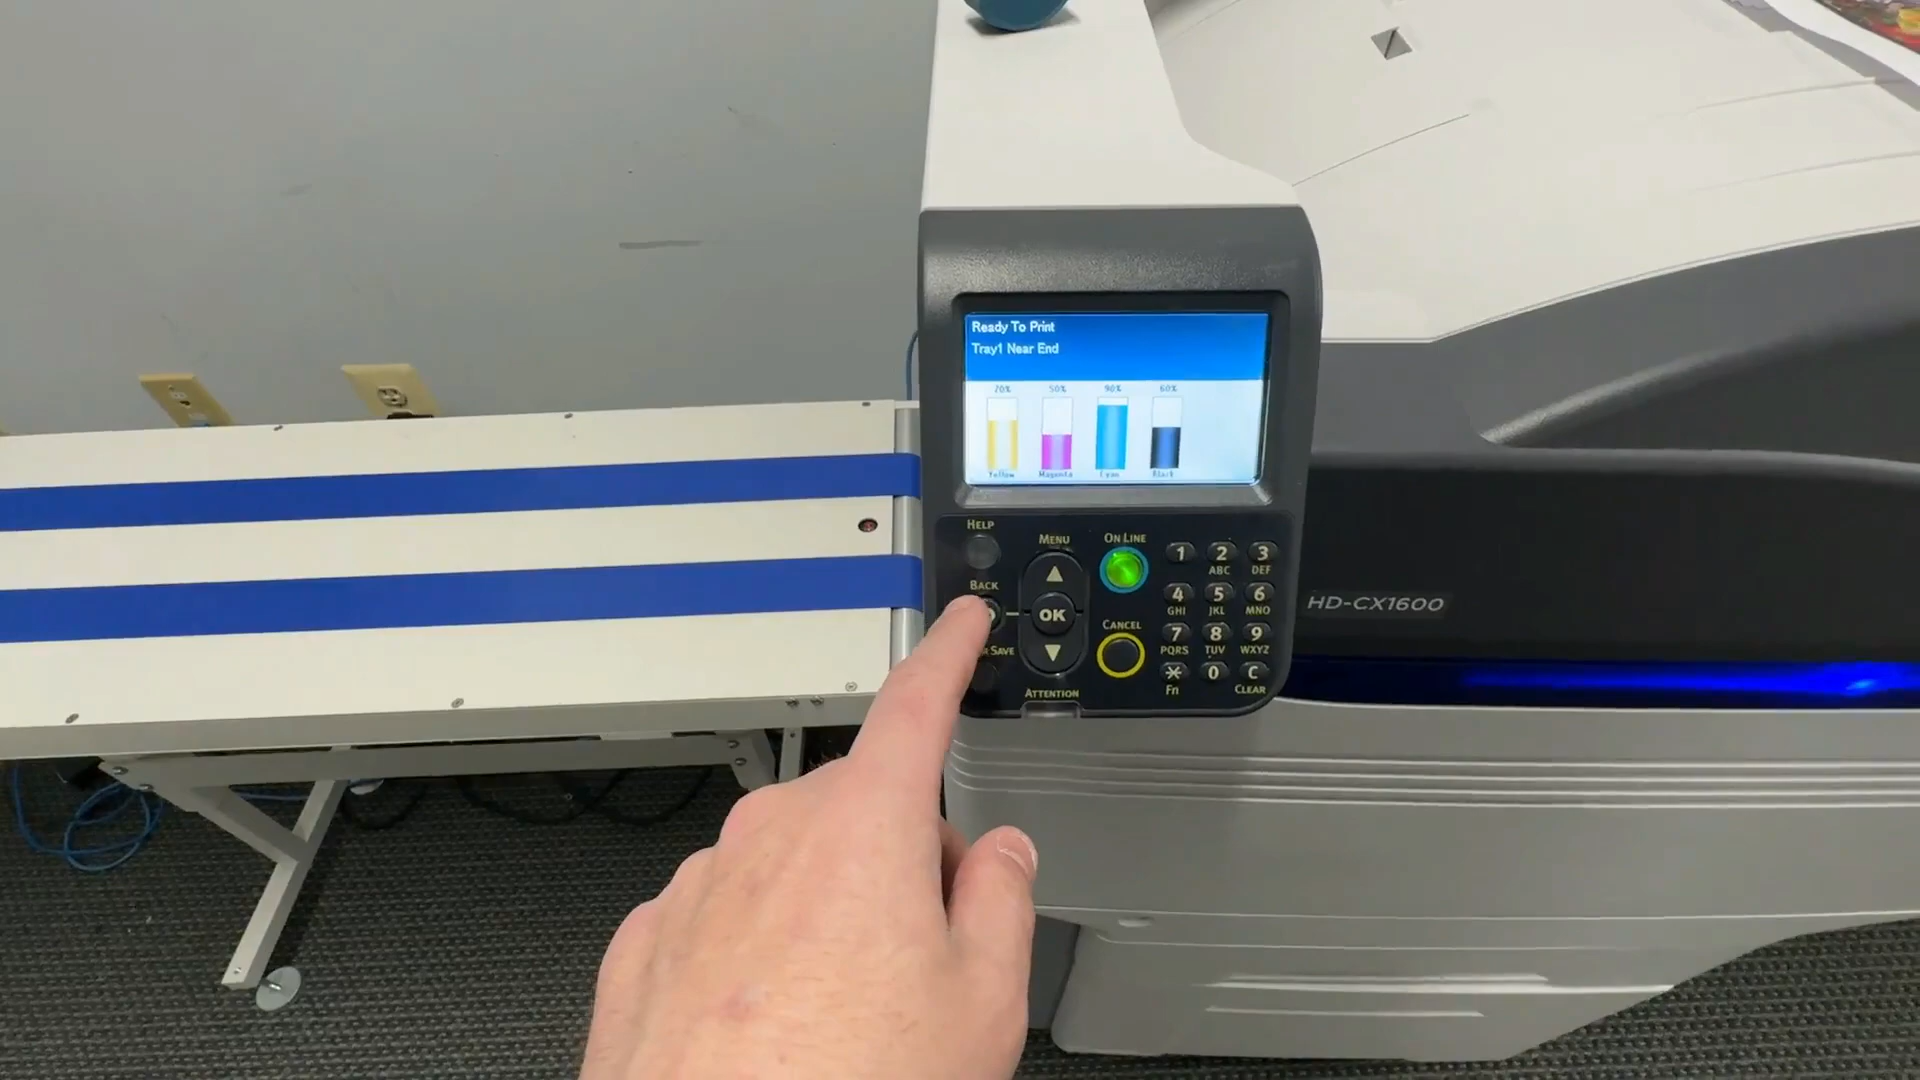 Ready To Print
Tray1 Near End
70% 50% 90% 60%
Yellow Magenta Cyan Black
HELP
MENU
ON LINE
BACK
OK
CANCEL
SAVE
ATTENTION
1 2 3
ABC DEF
4 5 6
GHI JKL MNO
7 8 9
PQRS TUV WXYZ
* 0 C
Fn CLEAR
HD-CX1600